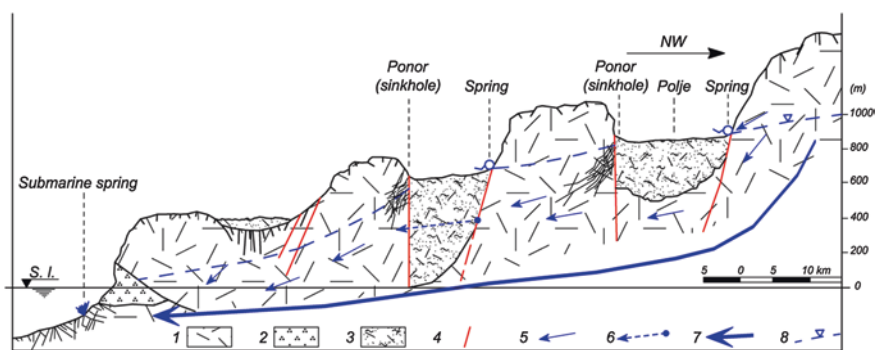 NW
Ponor
(sinkhole)
Spring
Ponor
(sinkhole)
Polje
Spring
(m)
1000
800
600
400
200
0
Submarine spring
S. l.
5 0 5 10 km
1 2 3 4 5 6 7 8